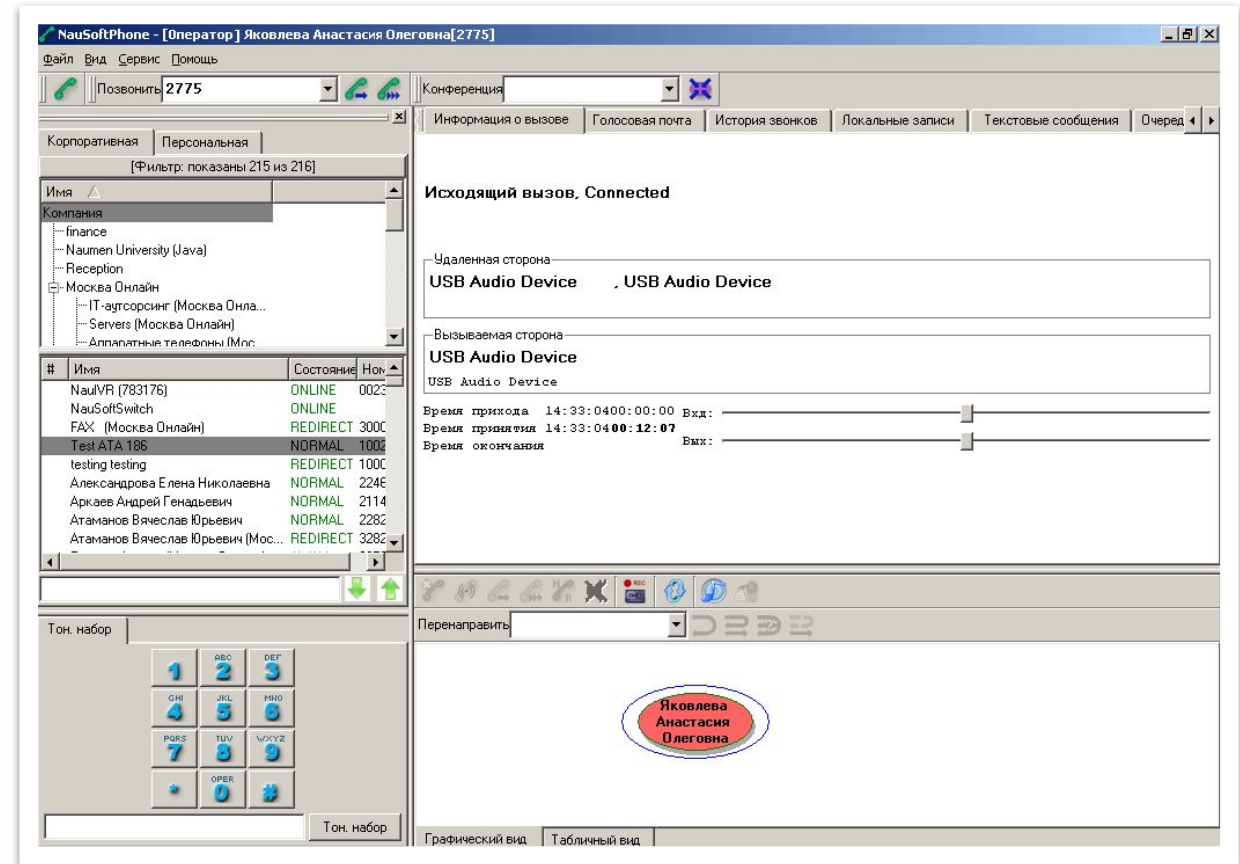 NauSoftPhone - [Оператор] Яковлева Анастасия Олеговна[2775]
Файл Вид Сервис Помощь
Позвонить 2775
Конференция
Корпоративная Персональная
[Фильтр: показаны 215 из 216]
Имя
Компания
finance
Naumen University (Java)
Reception
Москва Онлайн
IT-аутсорсинг (Москва Онла...
Servers (Москва Онлайн)
Аппаратные телефоны (Мос
# Имя Состояние Ном
NauIVR (783176) ONLINE 0023
NauSoftSwitch ONLINE
FAX (Москва Онлайн) REDIRECT 3000
Test ATA 186 NORMAL 1002
testing testing REDIRECT 1000
Александрова Елена Николаевна NORMAL 2246
Аркаев Андрей Генадьевич NORMAL 2114
Атаманов Вячеслав Юрьевич NORMAL 2282
Атаманов Вячеслав Юрьевич (Мос... REDIRECT 3282
Тон. набор
1 ABC 2 DEF 3
GHI 4 JKL 5 MNO 6
PQRS 7 TUV 8 WXYZ 9
* OPER 0 #
Тон. набор
Информация о вызове Голосовая почта История звонков Локальные записи Текстовые сообщения Очеред
Исходящий вызов, Connected
Удаленная сторона
USB Audio Device , USB Audio Device
Вызываемая сторона
USB Audio Device
USB Audio Device
Время прихода 14:33:0400:00:00 Вхд:
Время принятия 14:33:0400:12:07
Вых:
Время окончания
REC
Перенаправить
Яковлева
Анастасия
Олеговна
Графический вид Табличный вид